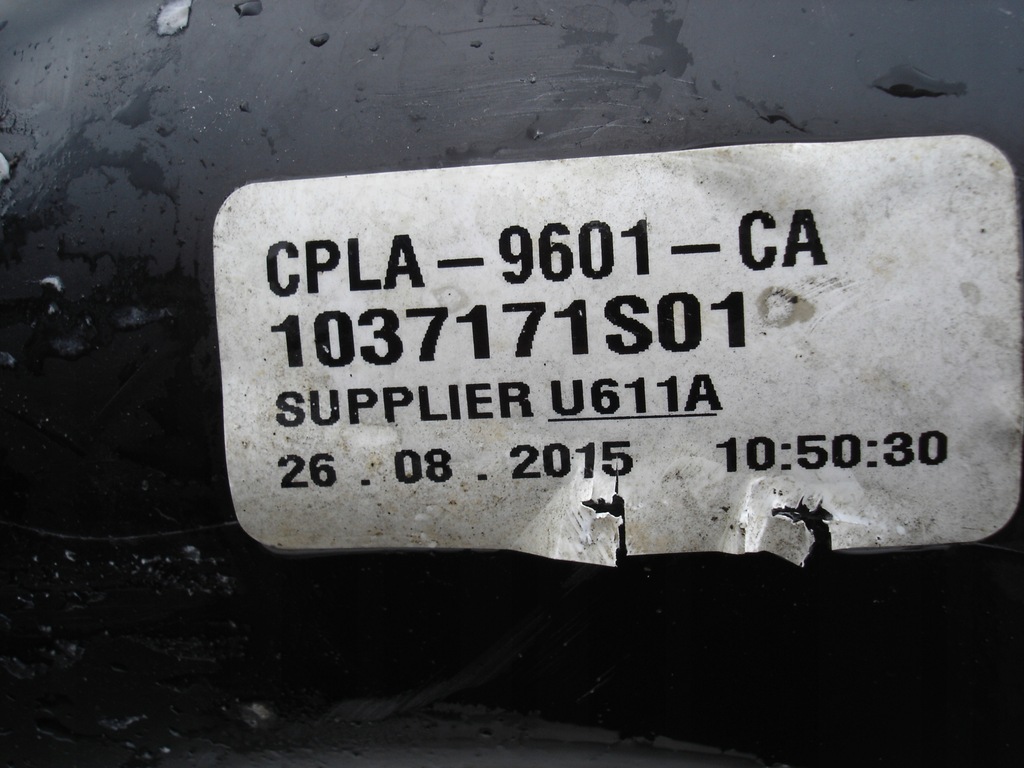 CPLA-9601-CA
1037171S01
SUPPLIER U611A
26 . 08 . 2015 10:50:30